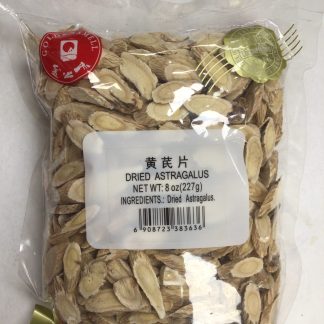 黄芪片
DRIED ASTRAGALUS
NET WT: 8 oz(227g)
INGREDIENTS.: Dried Astragalus.
6 908723 383636